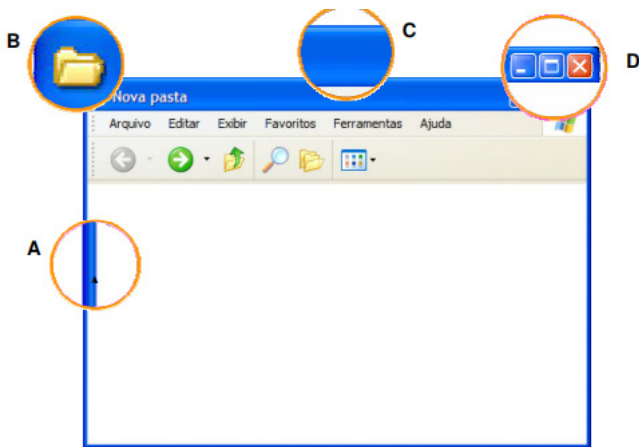 B
C
D
Nova pasta
Arquivo Editar Exibir Favoritos Ferramentas Ajuda
A